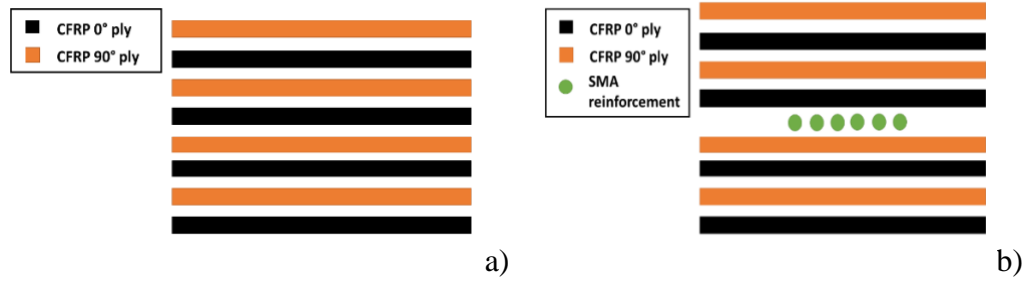 CFRP 0° ply
CFRP 90° ply
a)
CFRP 0° ply
CFRP 90° ply
SMA
reinforcement
b)